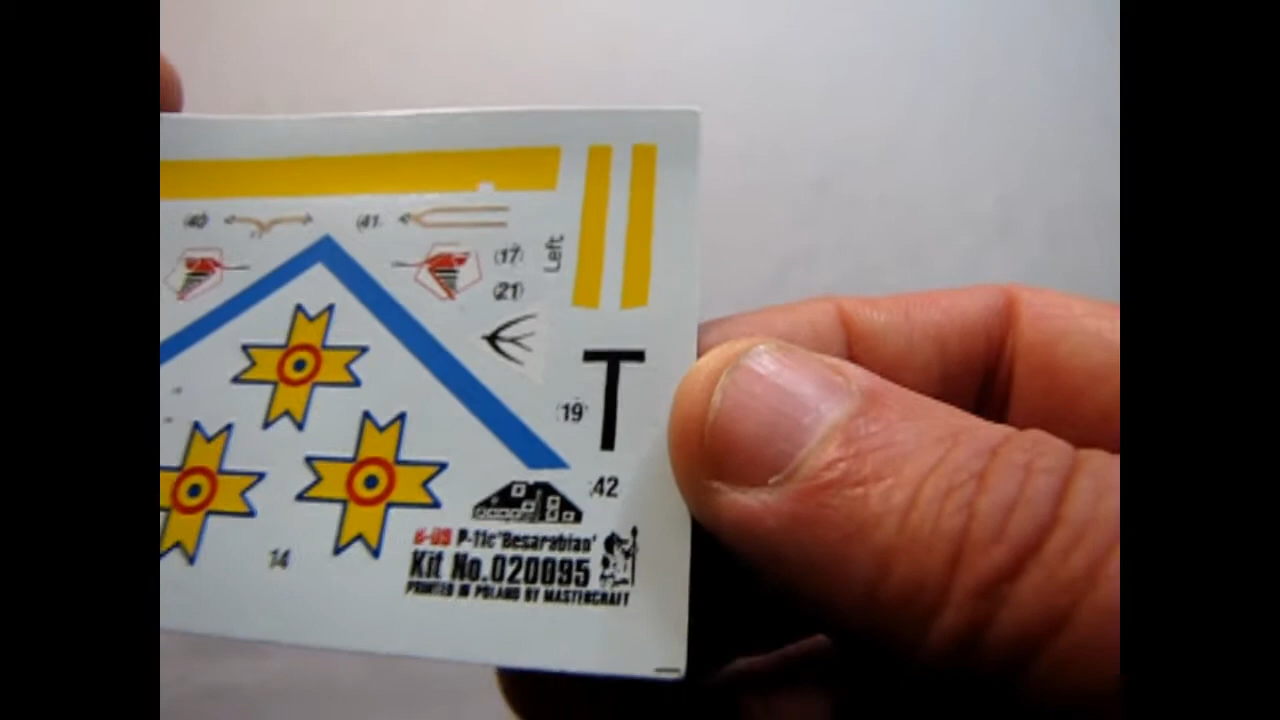 (40)
(41
(17)
Left
(21)
T
(19)
42
B-09 P-11c 'Besarabian'
14
Kit No.020095
PRINTED IN POLAND BY MASTERCRAFT